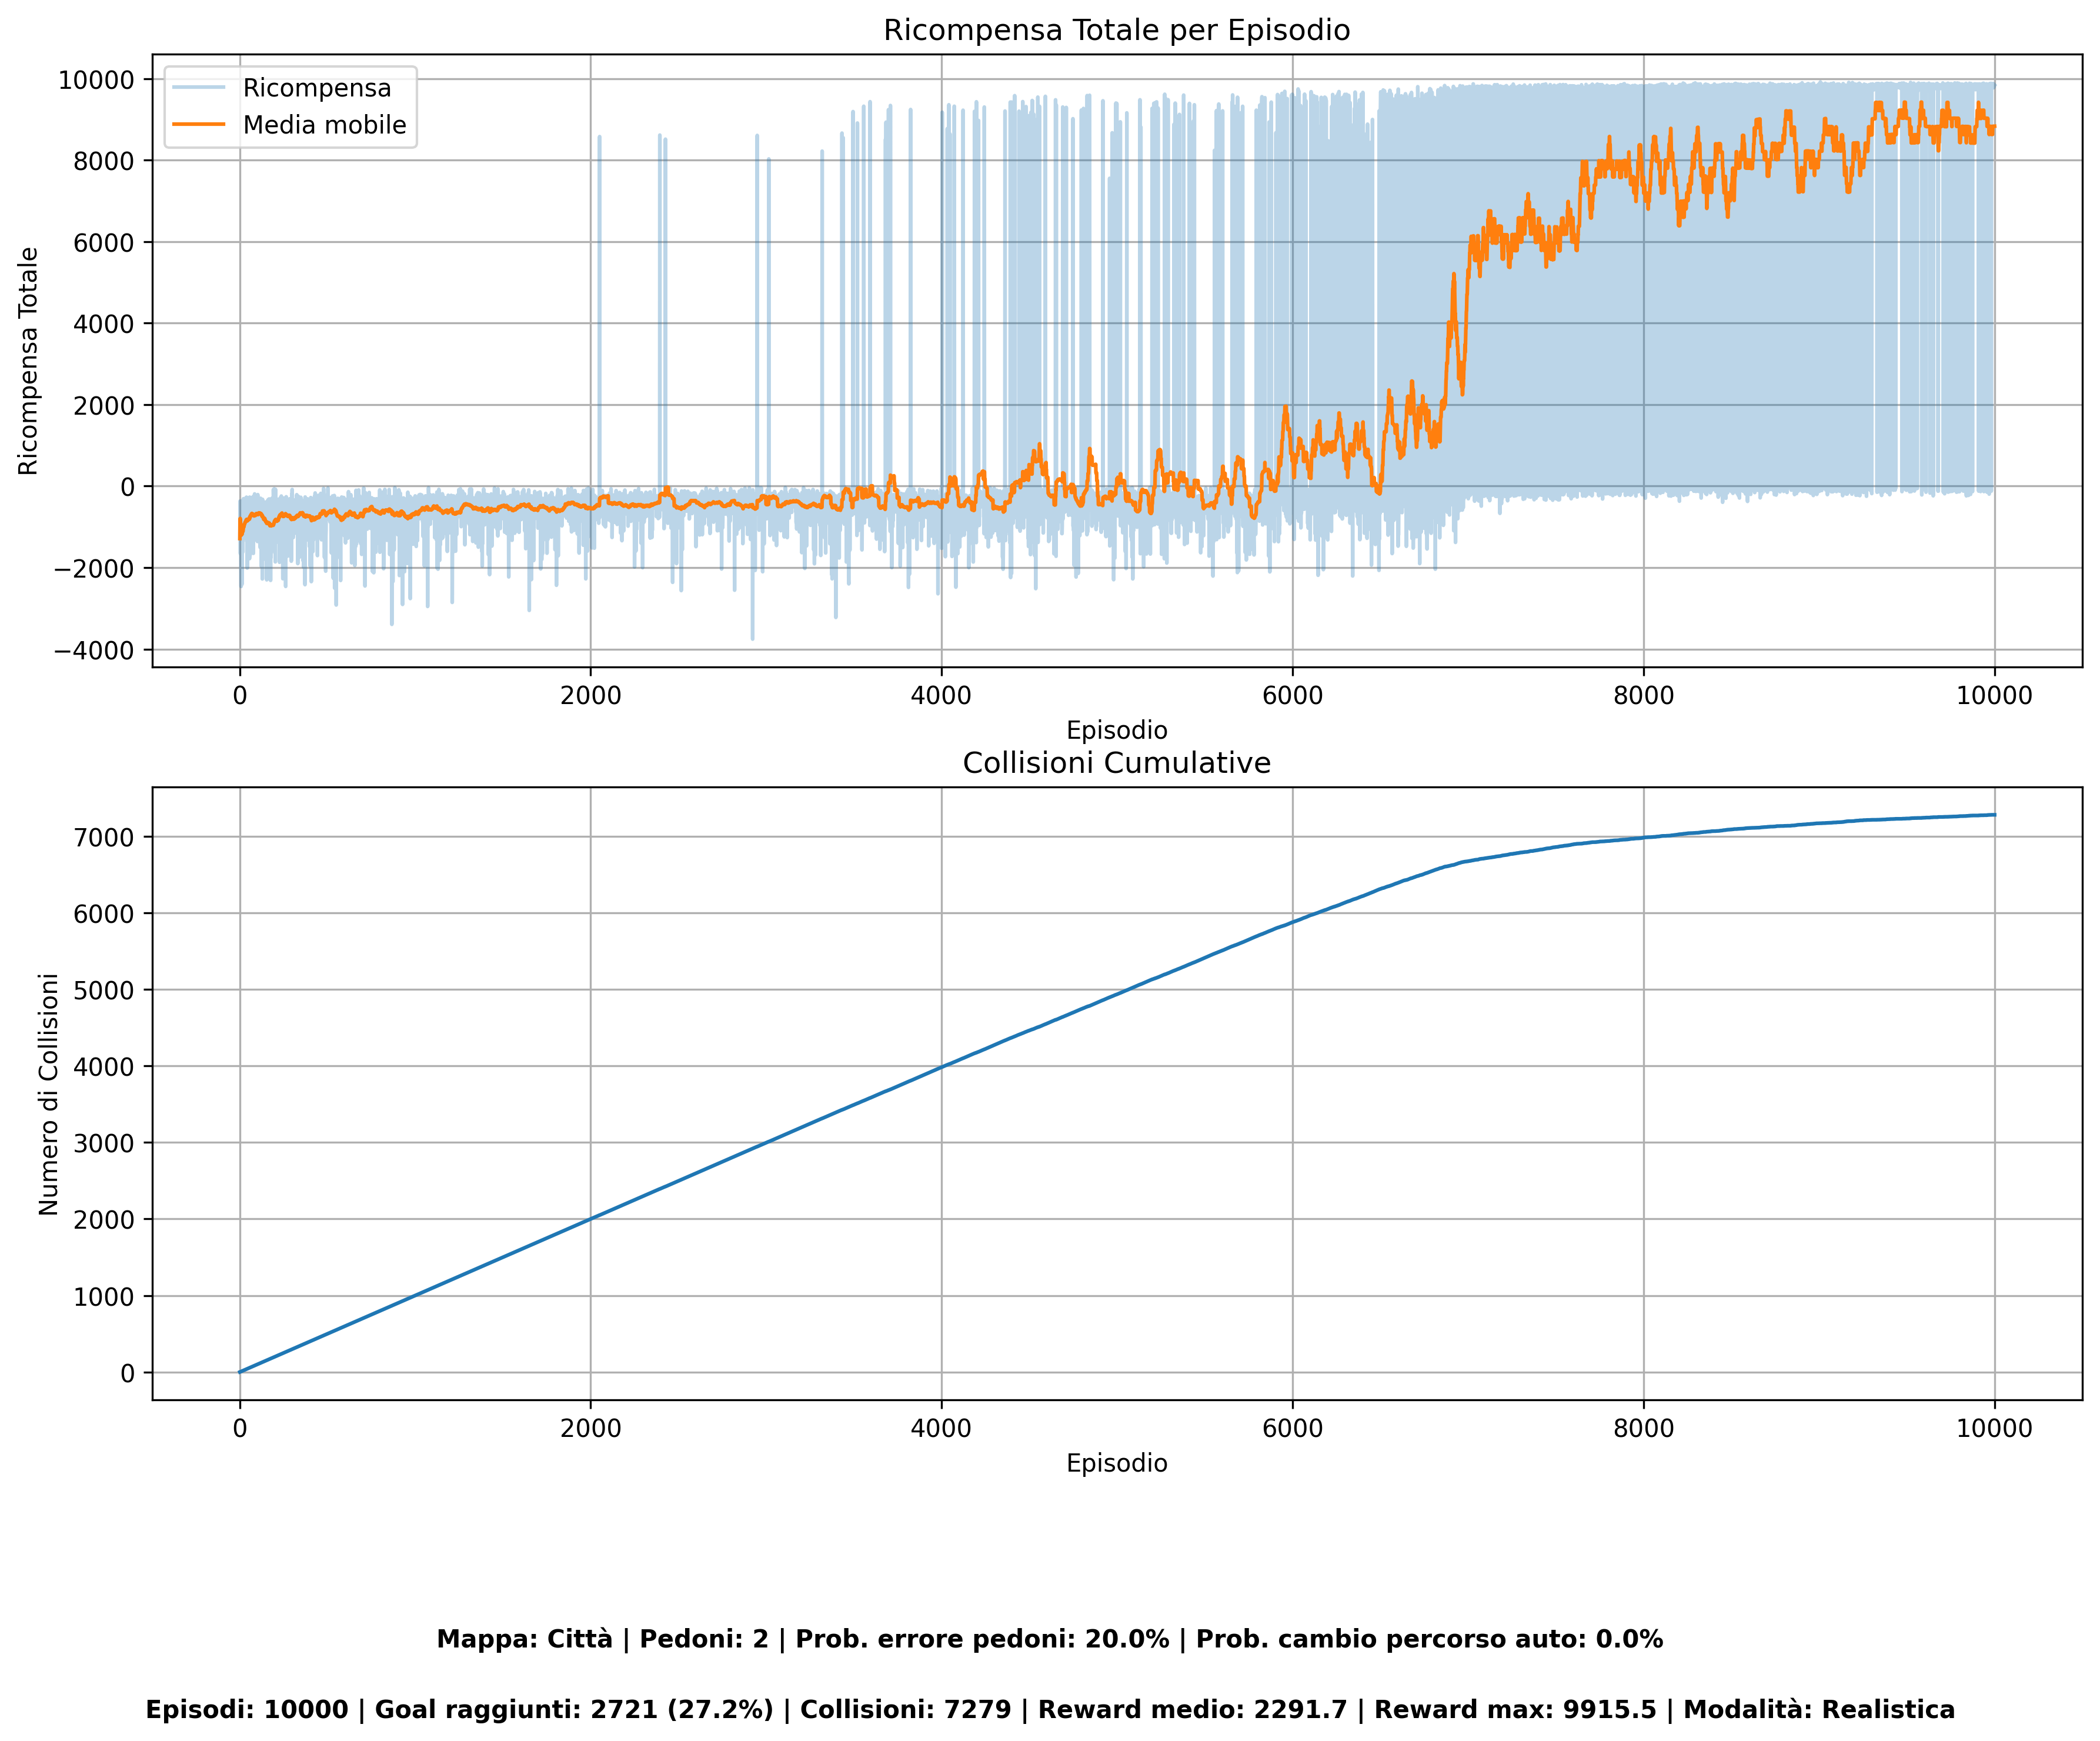 Ricompensa Totale per Episodio
Ricompensa
Media mobile
Ricompensa Totale
10000
8000
6000
4000
2000
0
−2000
−4000
0 2000 4000 6000 8000 10000
Episodio
Collisioni Cumulative
Numero di Collisioni
7000
6000
5000
4000
3000
2000
1000
0
0 2000 4000 6000 8000 10000
Episodio
Mappa: Città | Pedoni: 2 | Prob. errore pedoni: 20.0% | Prob. cambio percorso auto: 0.0%
Episodi: 10000 | Goal raggiunti: 2721 (27.2%) | Collisioni: 7279 | Reward medio: 2291.7 | Reward max: 9915.5 | Modalità: Realistica